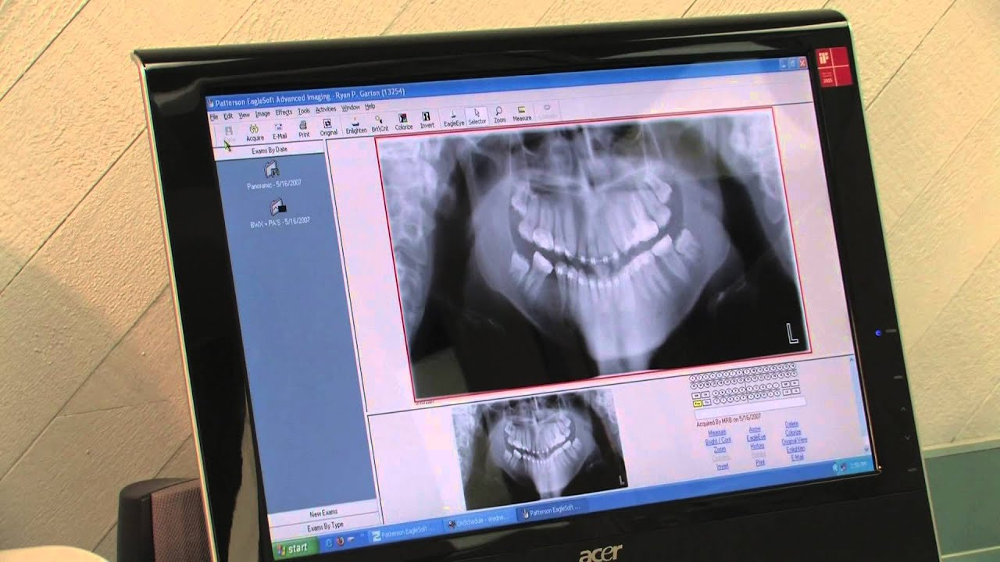 Patterson EagleSoft Advanced Imaging - Ryan P. Garton (13254)
File Edit View Image Effects Tools Activities Window Help
Acquire E-Mail Print Original Enlighten Brt\Cnt Colorize Invert EagleEye Selector Zoom Measure
Exams By Date
Panoramic - 5/16/2007
BWX + PA'S - 5/16/2007
L
L
Acquired By MRB on 5/16/2007
Measure Arrow Delete
Bright / Cont EagleEye Colorize
Zoom History Original View
Enlighten
Invert Print E-Mail
New Exams
Exams By Type
start
Patterson EagleSoft ...
OnSchedule - Wedne...
Patterson EagleSoft ...
acer
iF
2005